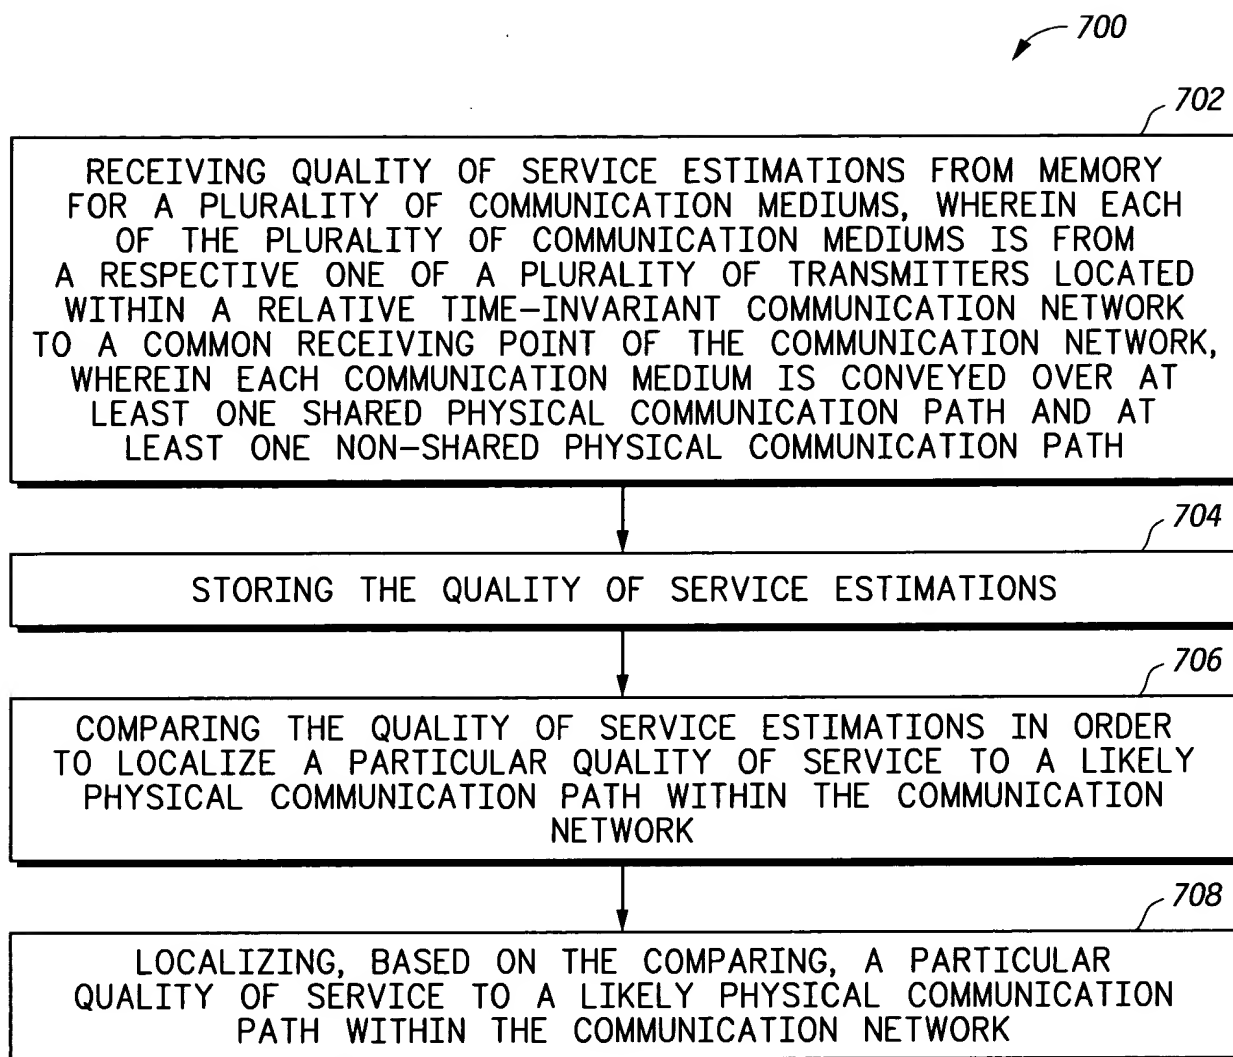 700
702
RECEIVING QUALITY OF SERVICE ESTIMATIONS FROM MEMORY
FOR A PLURALITY OF COMMUNICATION MEDIUMS, WHEREIN EACH
OF THE PLURALITY OF COMMUNICATION MEDIUMS IS FROM
A RESPECTIVE ONE OF A PLURALITY OF TRANSMITTERS LOCATED
WITHIN A RELATIVE TIME-INVARIANT COMMUNICATION NETWORK
TO A COMMON RECEIVING POINT OF THE COMMUNICATION NETWORK,
WHEREIN EACH COMMUNICATION MEDIUM IS CONVEYED OVER AT
LEAST ONE SHARED PHYSICAL COMMUNICATION PATH AND AT
LEAST ONE NON-SHARED PHYSICAL COMMUNICATION PATH
704
STORING THE QUALITY OF SERVICE ESTIMATIONS
706
COMPARING THE QUALITY OF SERVICE ESTIMATIONS IN ORDER
TO LOCALIZE A PARTICULAR QUALITY OF SERVICE TO A LIKELY
PHYSICAL COMMUNICATION PATH WITHIN THE COMMUNICATION
NETWORK
708
LOCALIZING, BASED ON THE COMPARING, A PARTICULAR
QUALITY OF SERVICE TO A LIKELY PHYSICAL COMMUNICATION
PATH WITHIN THE COMMUNICATION NETWORK